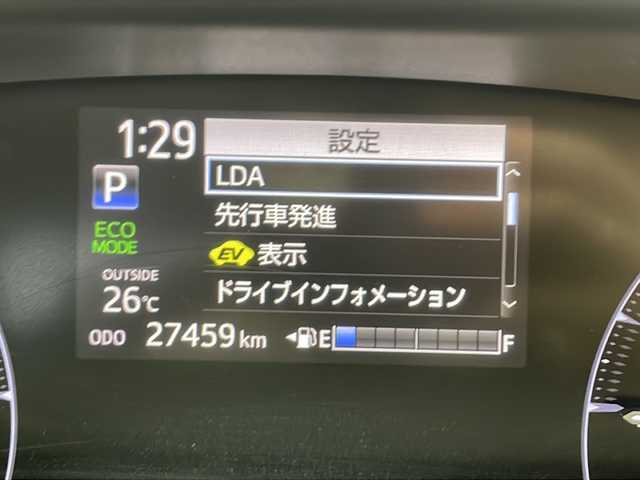 1:29
設定
P
LDA
先行車発進
ECO
MODE
EV 表示
OUTSIDE
26℃
ドライブインフォメーション
ODO 27459 km
E F